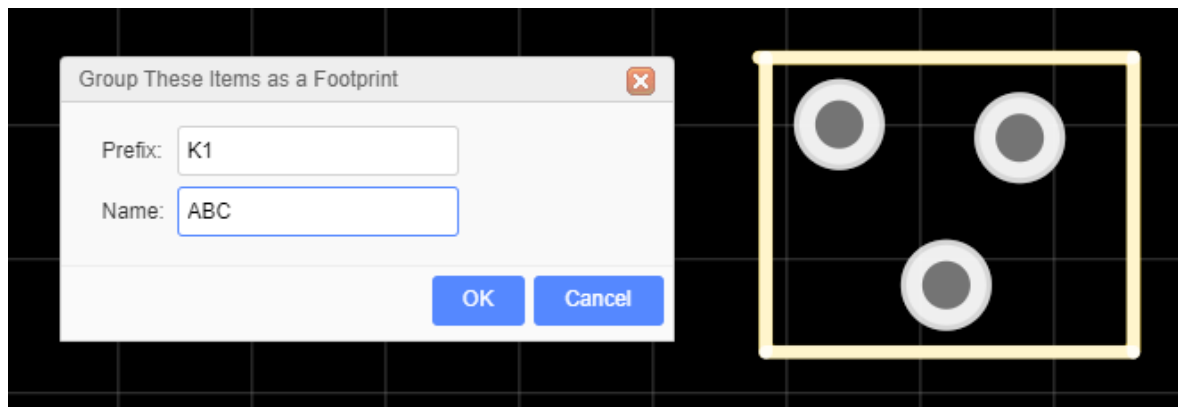 Group These Items as a Footprint
Prefix: K1
Name: ABC
OK Cancel